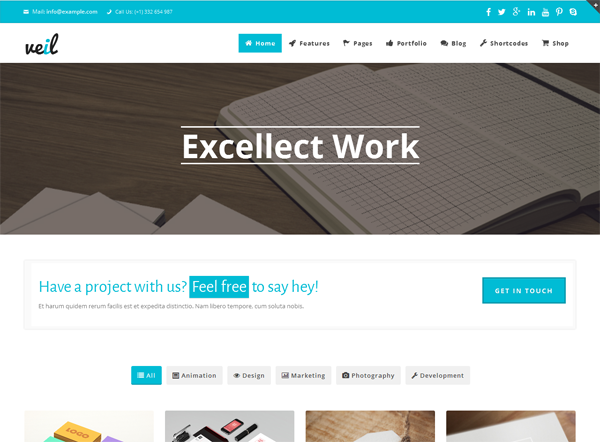 Mail: info@example.com Call Us: (+1) 352 654 887
veil
Home Features Pages Portfolio Blog Shortcodes Shop
Excellect Work
Have a project with us? Feel free to say hey!
Et harum quidem rerum facilis est et expedita distinctio. Nam libero tempore, cum soluta nobis.
GET IN TOUCH
All Animation Design Marketing Photography Development
LOGO